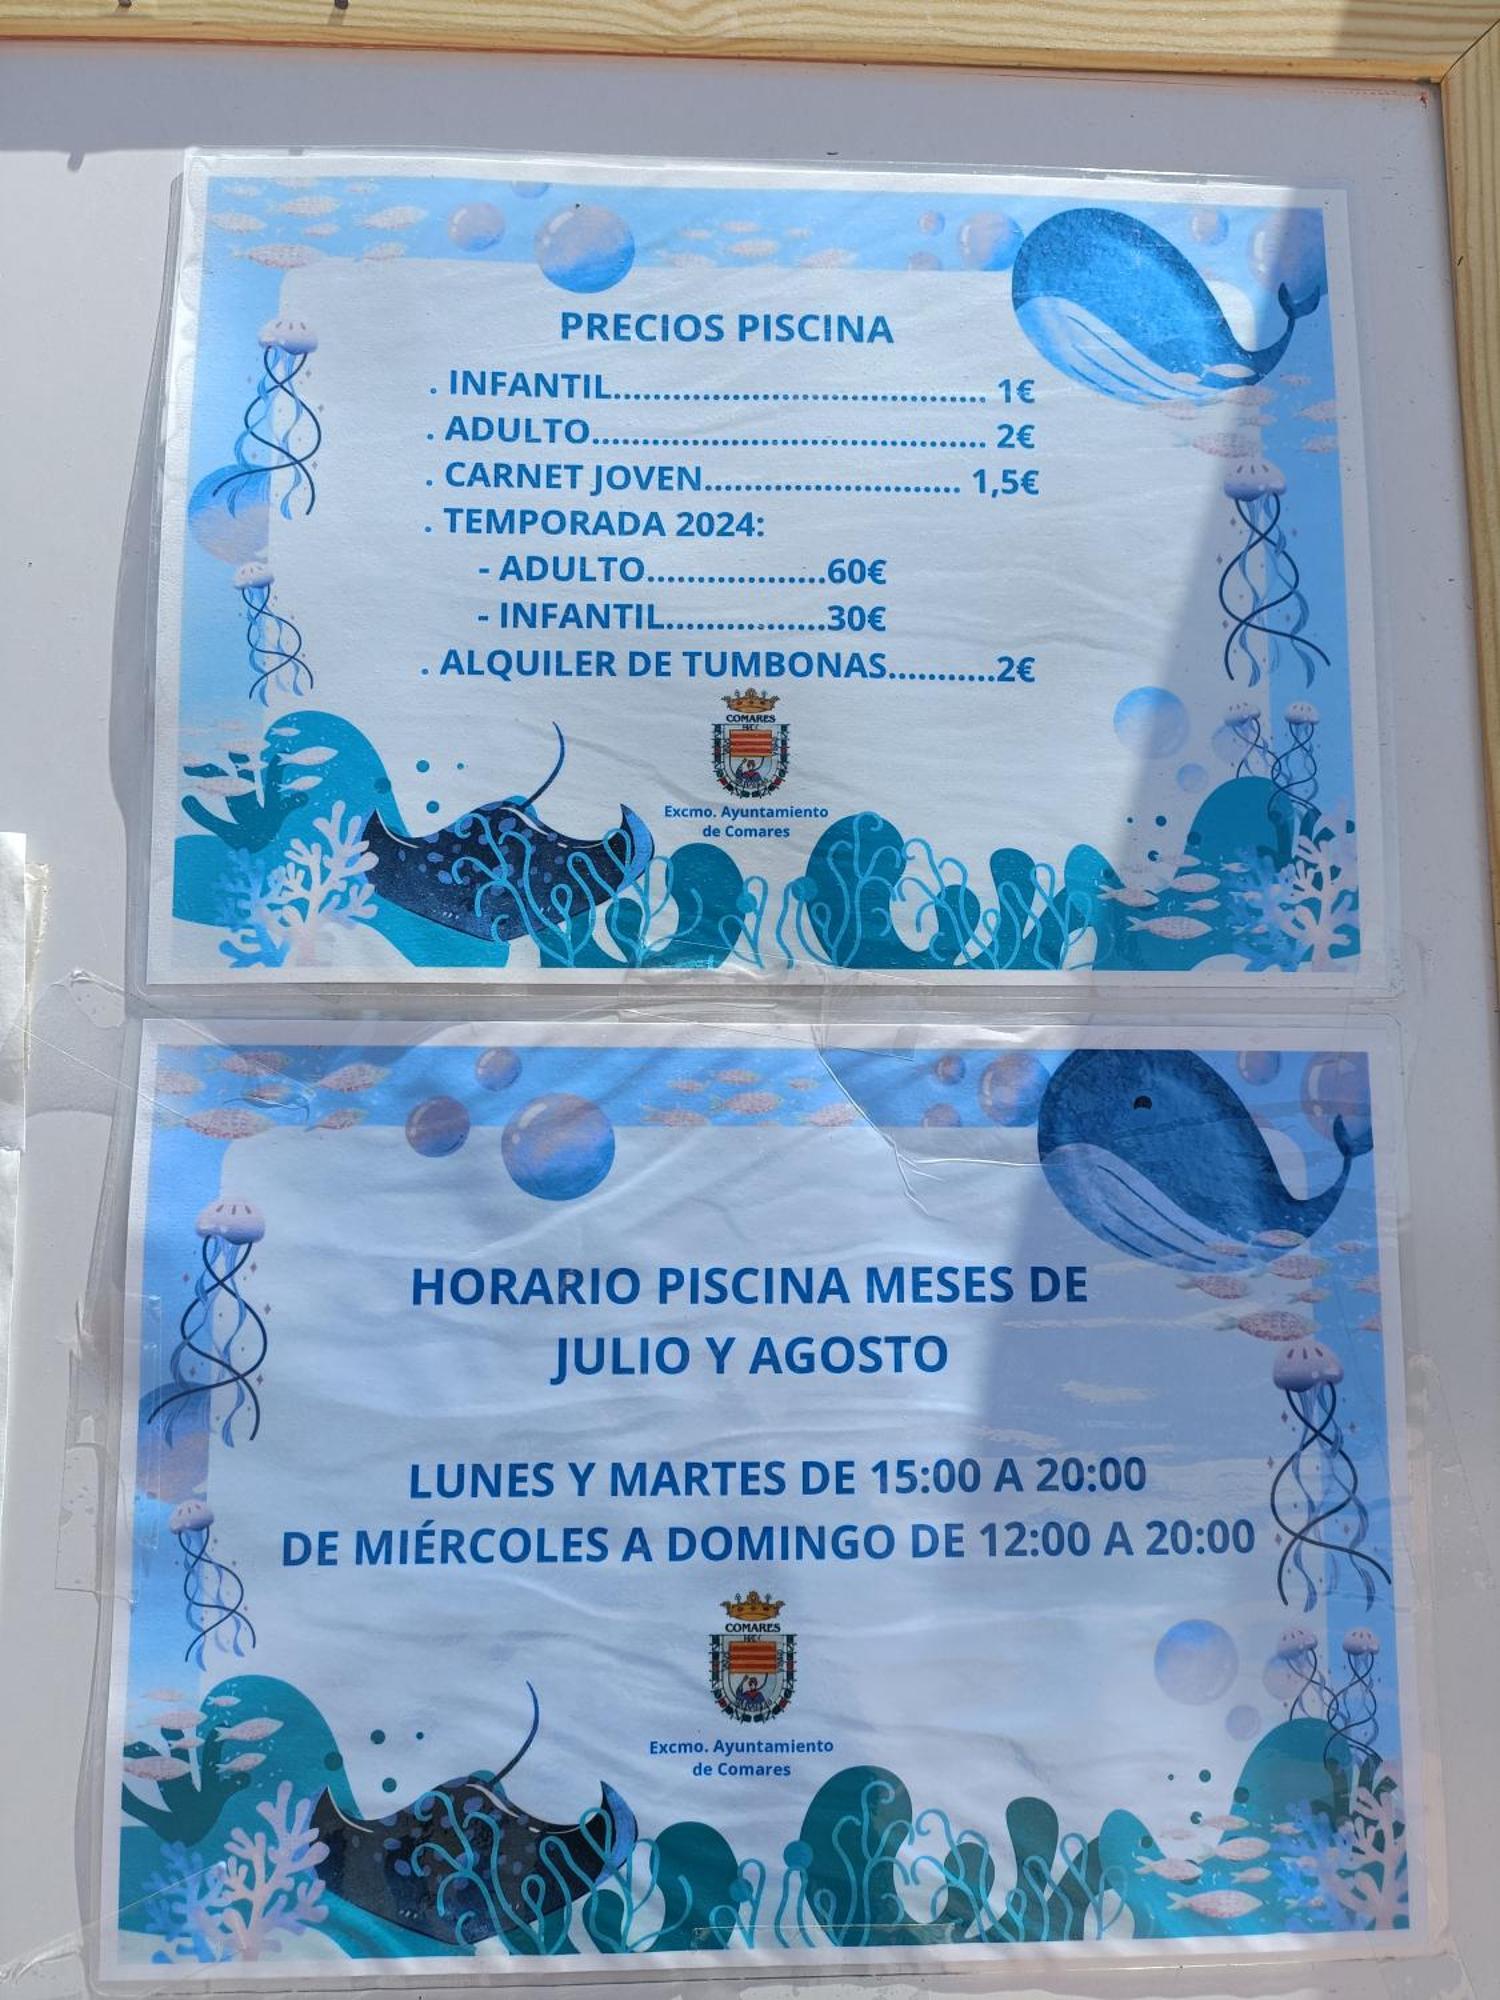 PRECIOS PISCINA
. INFANTIL........................................ 1€
. ADULTO.......................................... 2€
. CARNET JOVEN........................... 1,5€
. TEMPORADA 2024:
- ADULTO...................60€
- INFANTIL.................30€
. ALQUILER DE TUMBONAS...........2€
COMARES
Excmo. Ayuntamiento
de Comares
HORARIO PISCINA MESES DE
JULIO Y AGOSTO
LUNES Y MARTES DE 15:00 A 20:00
DE MIÉRCOLES A DOMINGO DE 12:00 A 20:00
COMARES
Excmo. Ayuntamiento
de Comares